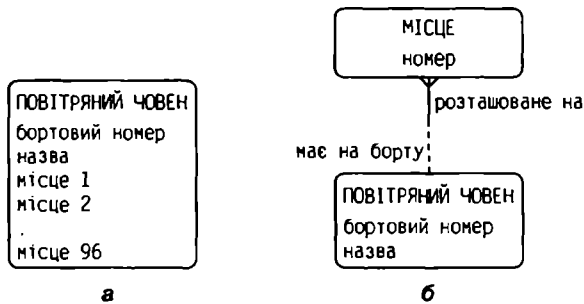 ПОВІТРЯНИЙ ЧОВЕН
бортовий номер
назва
місце 1
місце 2
.
місце 96
а
МІСЦЕ
номер
розташоване на
має на борту
ПОВІТРЯНИЙ ЧОВЕН
бортовий номер
назва
б